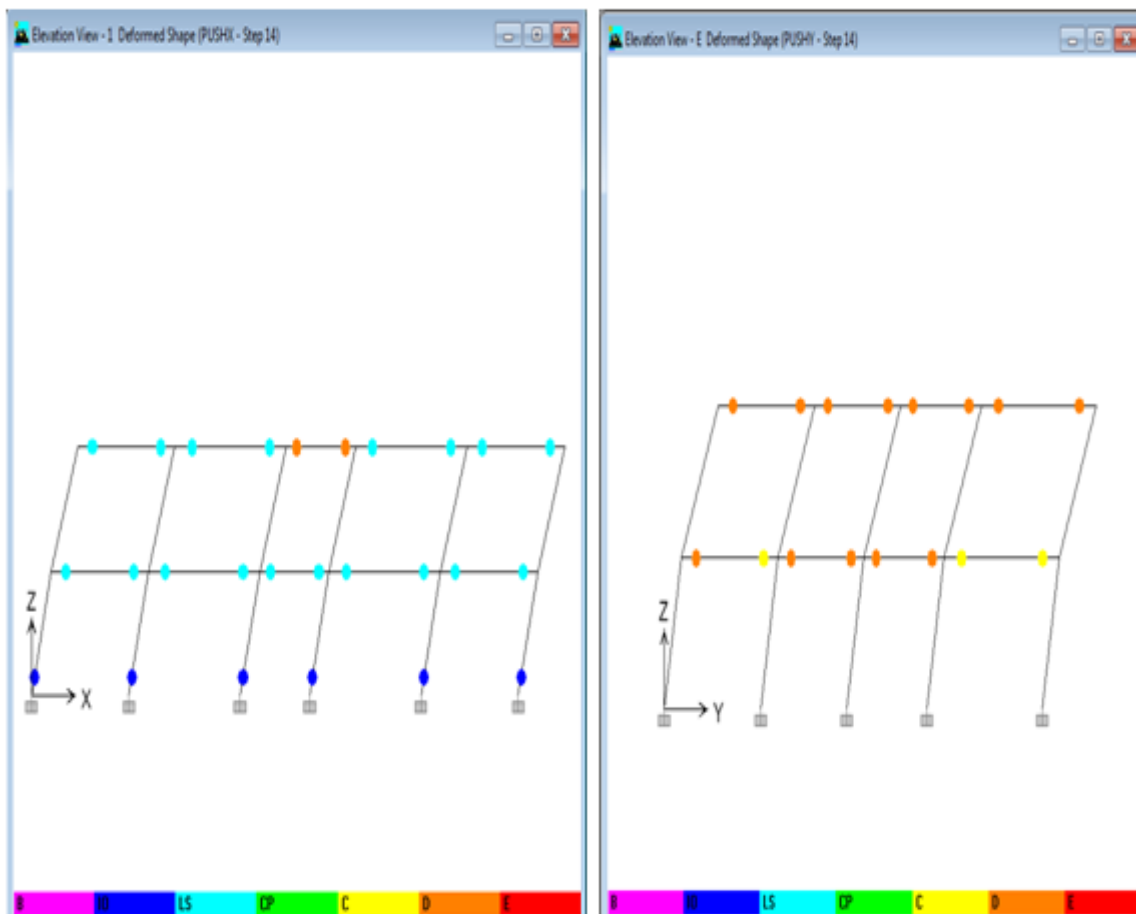 Elevation View - 1 Deformed Shape (PUSHX - Step 14)
Z
X
B IO LS CP C D E
Elevation View - E Deformed Shape (PUSHY - Step 14)
Z
Y
B IO LS CP C D E